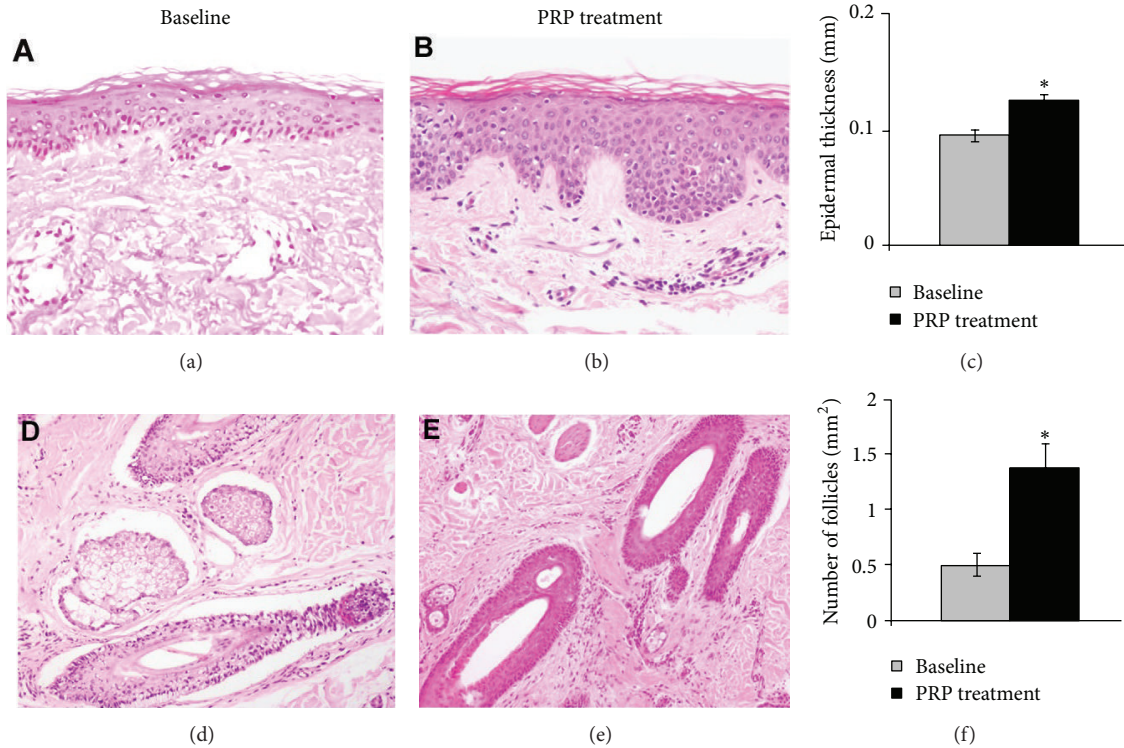 Baseline
PRP treatment
A
B
0.2
0.1
0
Epidermal thickness (mm)
*
Baseline
PRP treatment
(a)
(b)
(c)
D
E
2
1.5
1
0.5
0
Number of follicles (mm²)
*
Baseline
PRP treatment
(d)
(e)
(f)